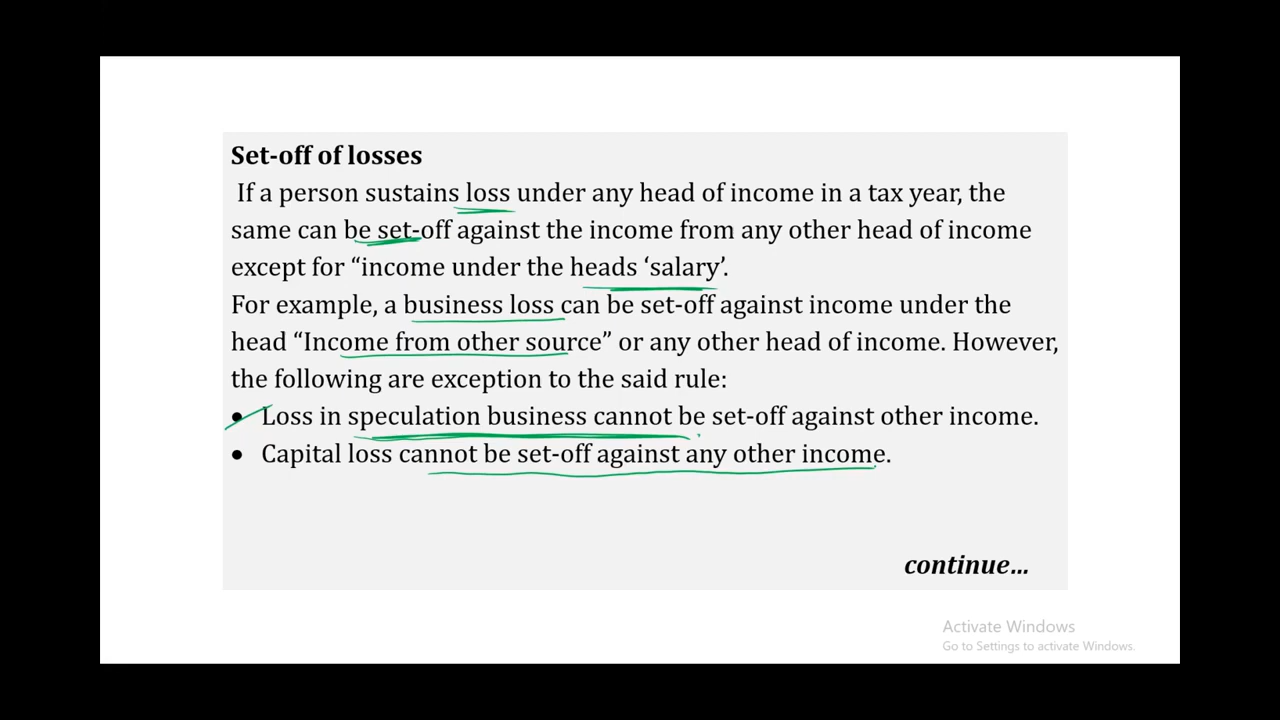 Set-off of losses
If a person sustains loss under any head of income in a tax year, the
same can be set-off against the income from any other head of income
except for “income under the heads ‘salary’.
For example, a business loss can be set-off against income under the
head “Income from other source” or any other head of income. However,
the following are exception to the said rule:
• Loss in speculation business cannot be set-off against other income.
• Capital loss cannot be set-off against any other income.
continue...
Activate Windows
Go to Settings to activate Windows.